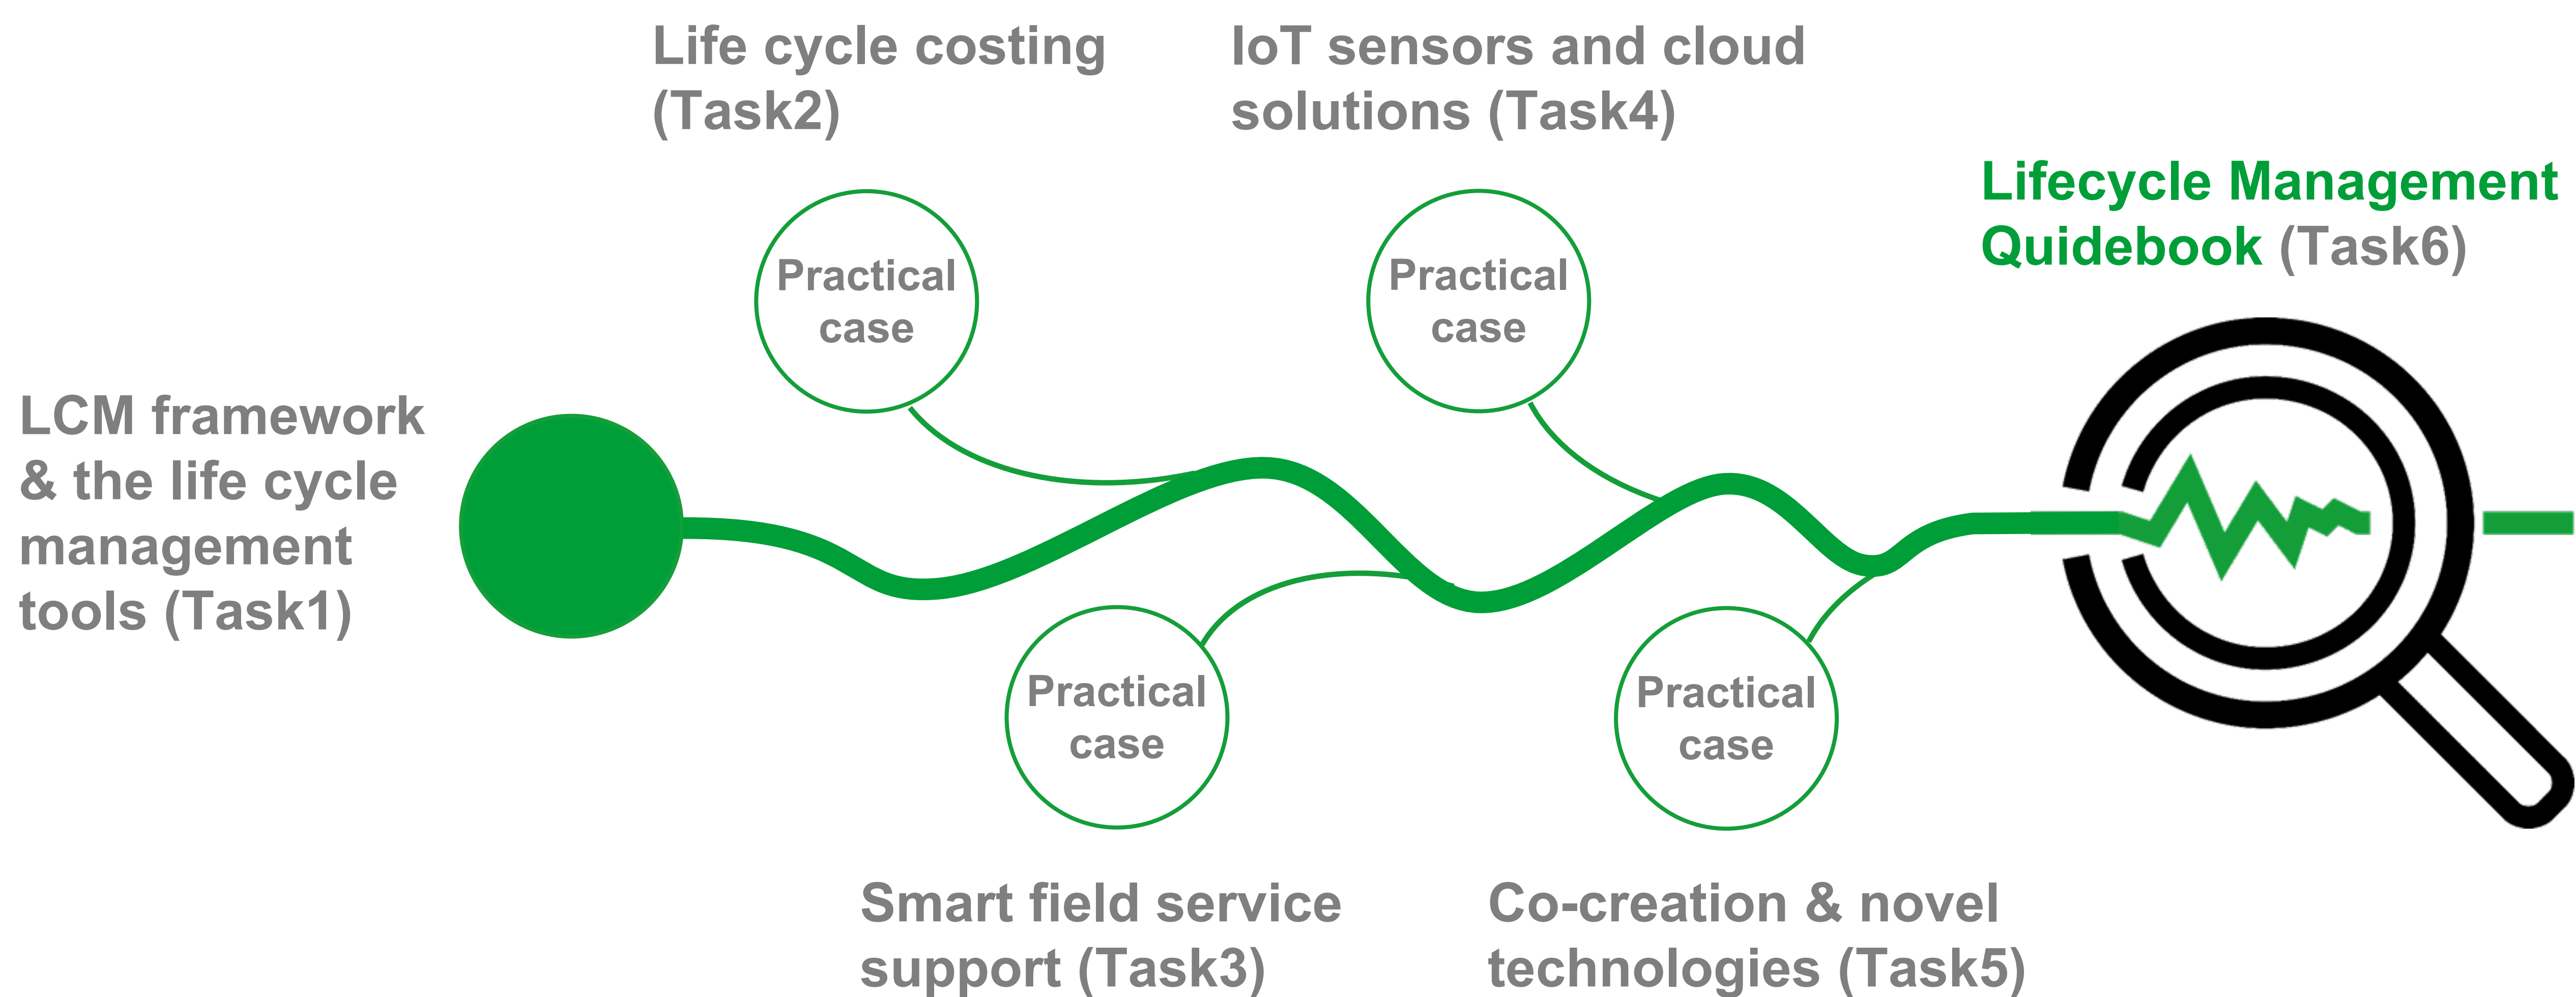 Life cycle costing
(Task2)
IoT sensors and cloud
solutions (Task4)
Lifecycle Management
Quidebook (Task6)
Practical
case
Practical
case
LCM framework
& the life cycle
management
tools (Task1)
Practical
case
Practical
case
Smart field service
support (Task3)
Co-creation & novel
technologies (Task5)